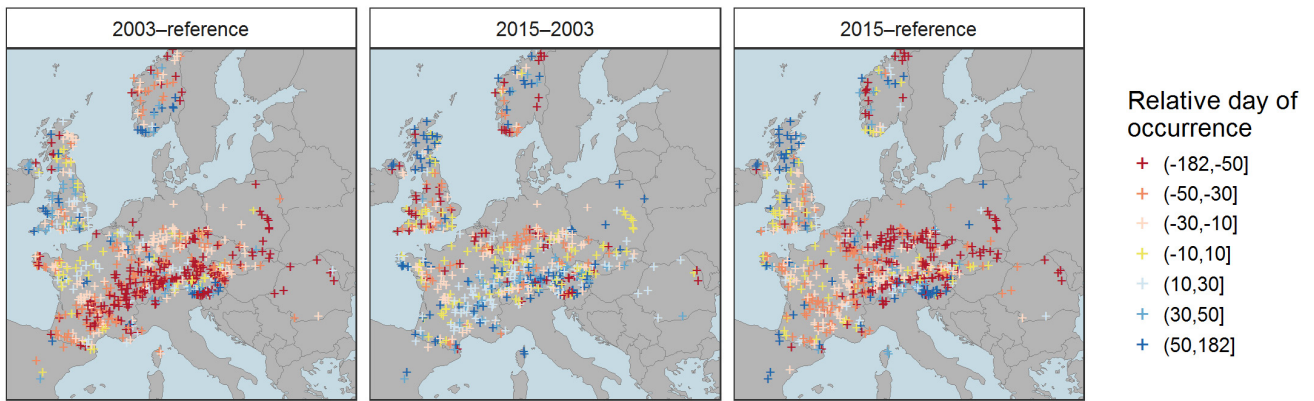 2003–reference
2015–2003
2015–reference
Relative day of
occurrence
(-182,-50]
(-50,-30]
(-30,-10]
(-10,10]
(10,30]
(30,50]
(50,182]